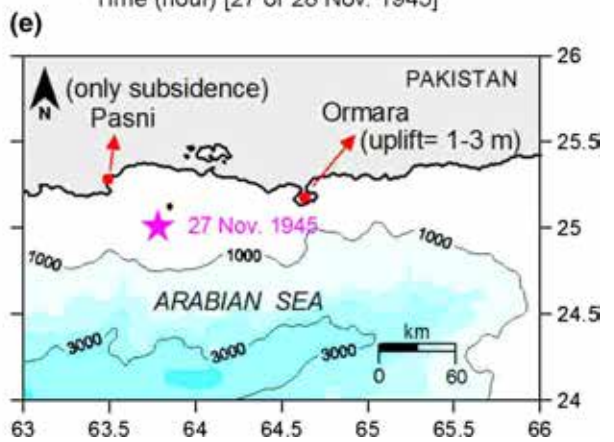 Time (hour) [27 or 28 Nov. 1945]
(e)
26
N
(only subsidence)
PAKISTAN
Pasni
Ormara
(uplift= 1-3 m)
25.5
27 Nov. 1945
25
1000
1000
1000
ARABIAN SEA
24.5
km
3000
3000
3000
0 60
24
63 63.5 64 64.5 65 65.5 66